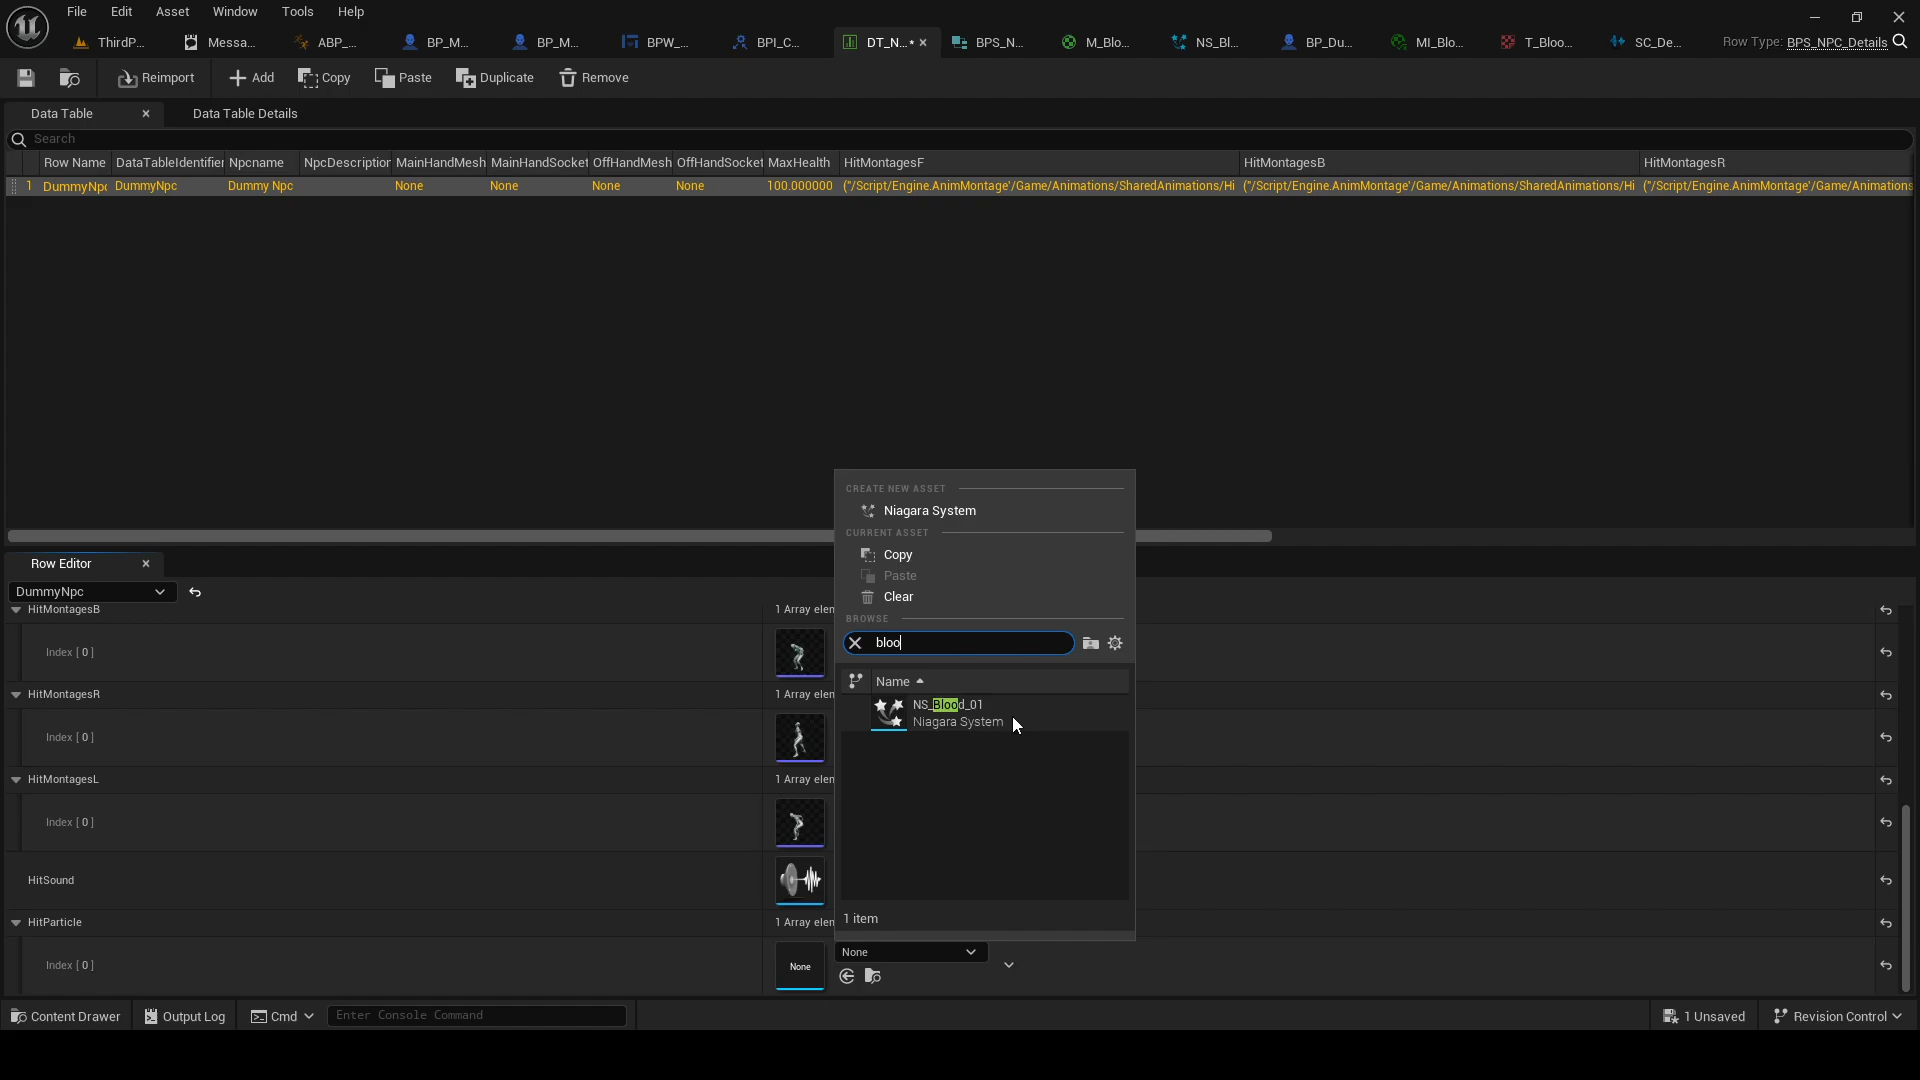 File Edit Asset Window Tools Help
ThirdP... Messa... ABP_... BP_M... BP_M... BPW_... BPI_C... DT_N...* BPS_N... M_Blo... NS_Bl... BP_Du... MI_Blo... T_Bloo... SC_De... Row Type: BPS_NPC_Details
Reimport Add Copy Paste Duplicate Remove
Data Table Data Table Details
Search
Row Name DataTableIdentifier Npcname NpcDescription MainHandMesh MainHandSocket OffHandMesh OffHandSocket MaxHealth HitMontagesF HitMontagesB HitMontagesR
1 DummyNpc DummyNpc Dummy Npc None None None None 100.000000 ("/Script/Engine.AnimMontage'/Game/Animations/SharedAnimations/Hi ("/Script/Engine.AnimMontage'/Game/Animations/SharedAnimations/Hi ("/Script/Engine.AnimMontage'/Game/Animations
CREATE NEW ASSET
Niagara System
CURRENT ASSET
Copy
Paste
Clear
BROWSE
bloo
Name
NS_Blood_01
Niagara System
1 item
Row Editor
DummyNpc
HitMontagesB 1 Array elen
Index [ 0 ]
HitMontagesR 1 Array elen
Index [ 0 ]
HitMontagesL 1 Array elen
Index [ 0 ]
HitSound
HitParticle 1 Array elen
Index [ 0 ] None None
Content Drawer Output Log Cmd Enter Console Command 1 Unsaved Revision Control